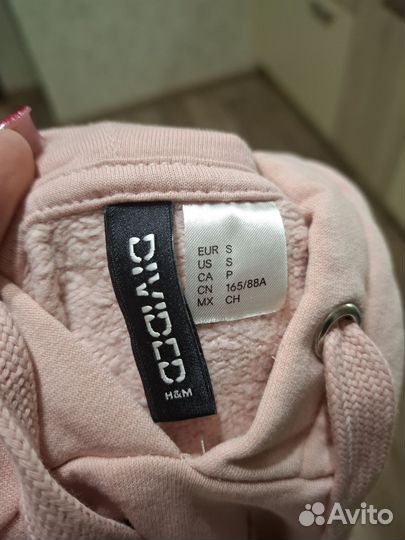 DIVIDED
H&M
EUR S
US S
CA P
CN 165/88A
MX CH
Avito